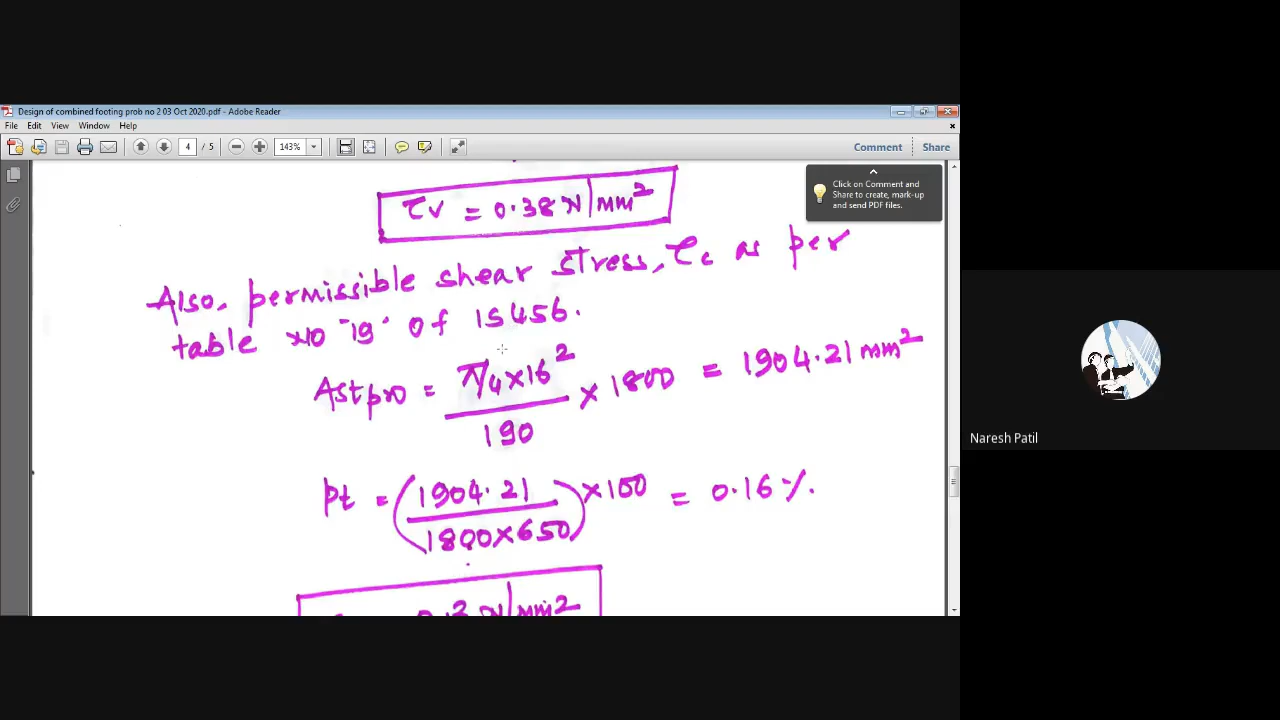 Design of combined footing prob no 2 03 Oct 2020.pdf - Adobe Reader
File Edit View Window Help
4 / 5 143% Comment Share
Click on Comment and
Share to create, mark-up
and send PDF files.
τv = 0.38 N/mm²
Also, permissible shear stress, τc as per
table no "19" of IS456.
Astpro = π/4 × 16² / 190 × 1800 = 1904.21 mm²
Pt = (1904.21 / 1800 × 650) × 100 = 0.16 %.
N/mm²
Naresh Patil